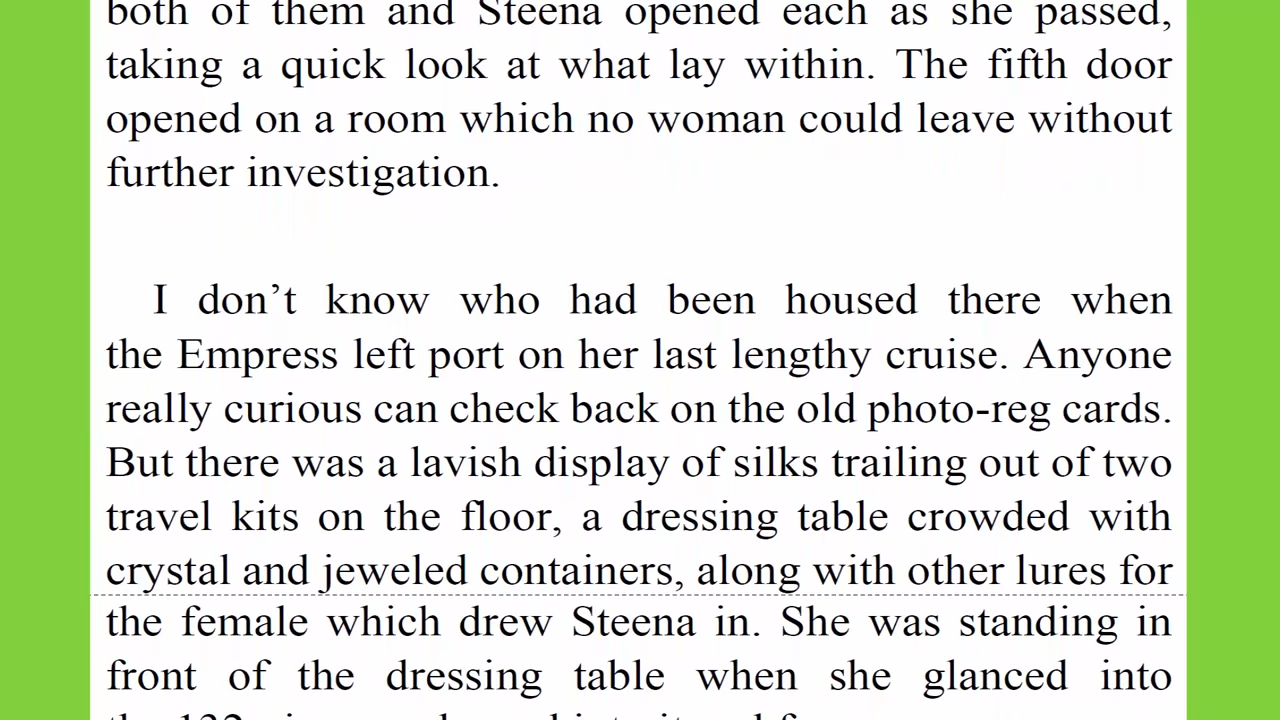 both of them and Steena opened each as she passed,
taking a quick look at what lay within. The fifth door
opened on a room which no woman could leave without
further investigation.
I don’t know who had been housed there when
the Empress left port on her last lengthy cruise. Anyone
really curious can check back on the old photo-reg cards.
But there was a lavish display of silks trailing out of two
travel kits on the floor, a dressing table crowded with
crystal and jeweled containers, along with other lures for
the female which drew Steena in. She was standing in
front of the dressing table when she glanced into